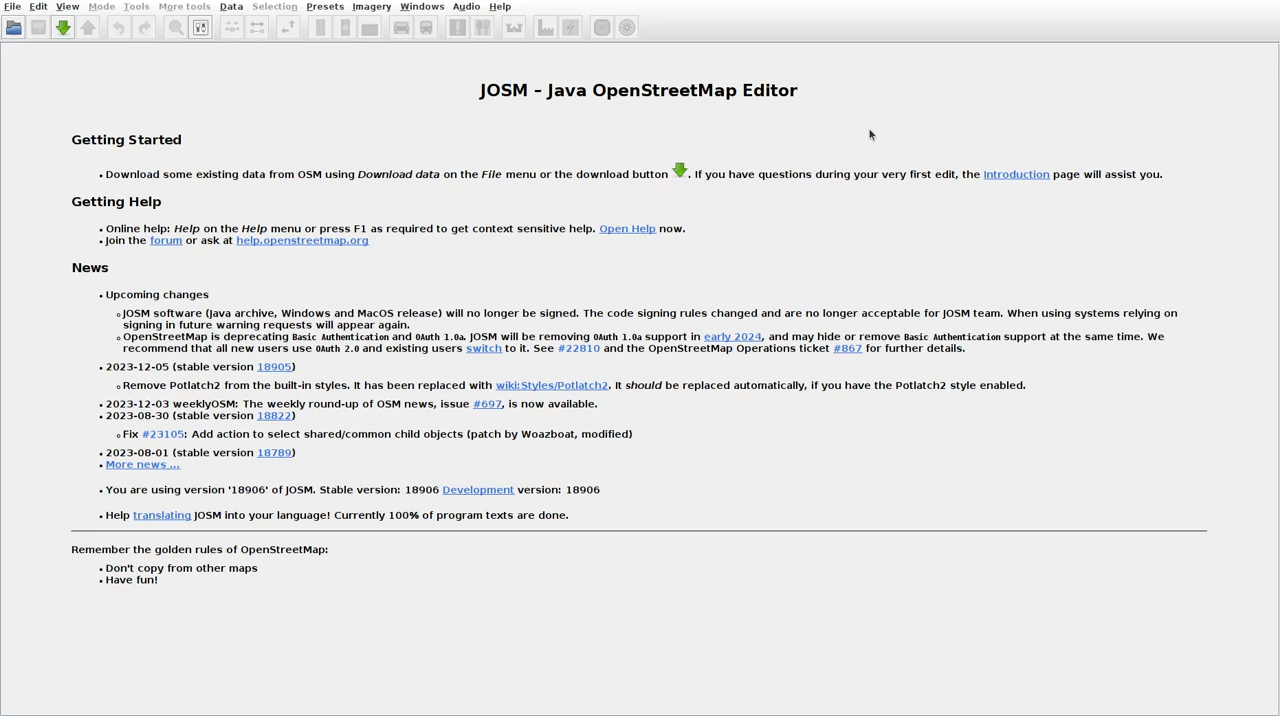 File Edit View Mode Tools More tools Data Selection Presets Imagery Windows Audio Help
JOSM – Java OpenStreetMap Editor
Getting Started
Download some existing data from OSM using Download data on the File menu or the download button . If you have questions during your very first edit, the Introduction page will assist you.
Getting Help
Online help: Help on the Help menu or press F1 as required to get context sensitive help. Open Help now.
Join the forum or ask at help.openstreetmap.org
News
Upcoming changes
JOSM software (Java archive, Windows and MacOS release) will no longer be signed. The code signing rules changed and are no longer acceptable for JOSM team. When using systems relying on
signing in future warning requests will appear again.
OpenStreetMap is deprecating Basic Authentication and OAuth 1.0a. JOSM will be removing OAuth 1.0a support in early 2024, and may hide or remove Basic Authentication support at the same time. We
recommend that all new users use OAuth 2.0 and existing users switch to it. See #22810 and the OpenStreetMap Operations ticket #867 for further details.
2023-12-05 (stable version 18905)
Remove Potlatch2 from the built-in styles. It has been replaced with wiki:Styles/Potlatch2. It should be replaced automatically, if you have the Potlatch2 style enabled.
2023-12-03 weeklyOSM: The weekly round-up of OSM news, issue #697, is now available.
2023-08-30 (stable version 18822)
Fix #23105: Add action to select shared/common child objects (patch by Woazboat, modified)
2023-08-01 (stable version 18789)
More news ...
You are using version '18906' of JOSM. Stable version: 18906 Development version: 18906
Help translating JOSM into your language! Currently 100% of program texts are done.
Remember the golden rules of OpenStreetMap:
Don't copy from other maps
Have fun!